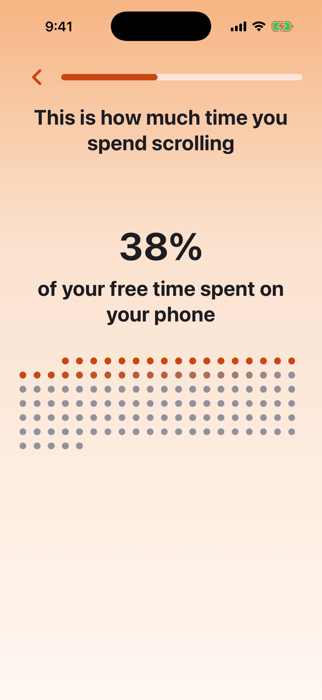 9:41
This is how much time you
spend scrolling
38%
of your free time spent on
your phone